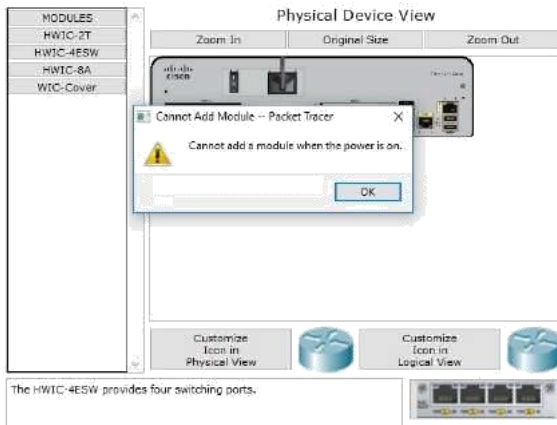 MODULES
HWIC-2T
HWIC-4ESW
HWIC-8A
WIC-Cover
Physical Device View
Zoom In
Original Size
Zoom Out
CISCO
Cannot Add Module -- Packet Tracer
Cannot add a module when the power is on.
OK
Customize
Icon in
Physical View
Customize
Icon in
Logical View
The HWIC-4ESW provides four switching ports.